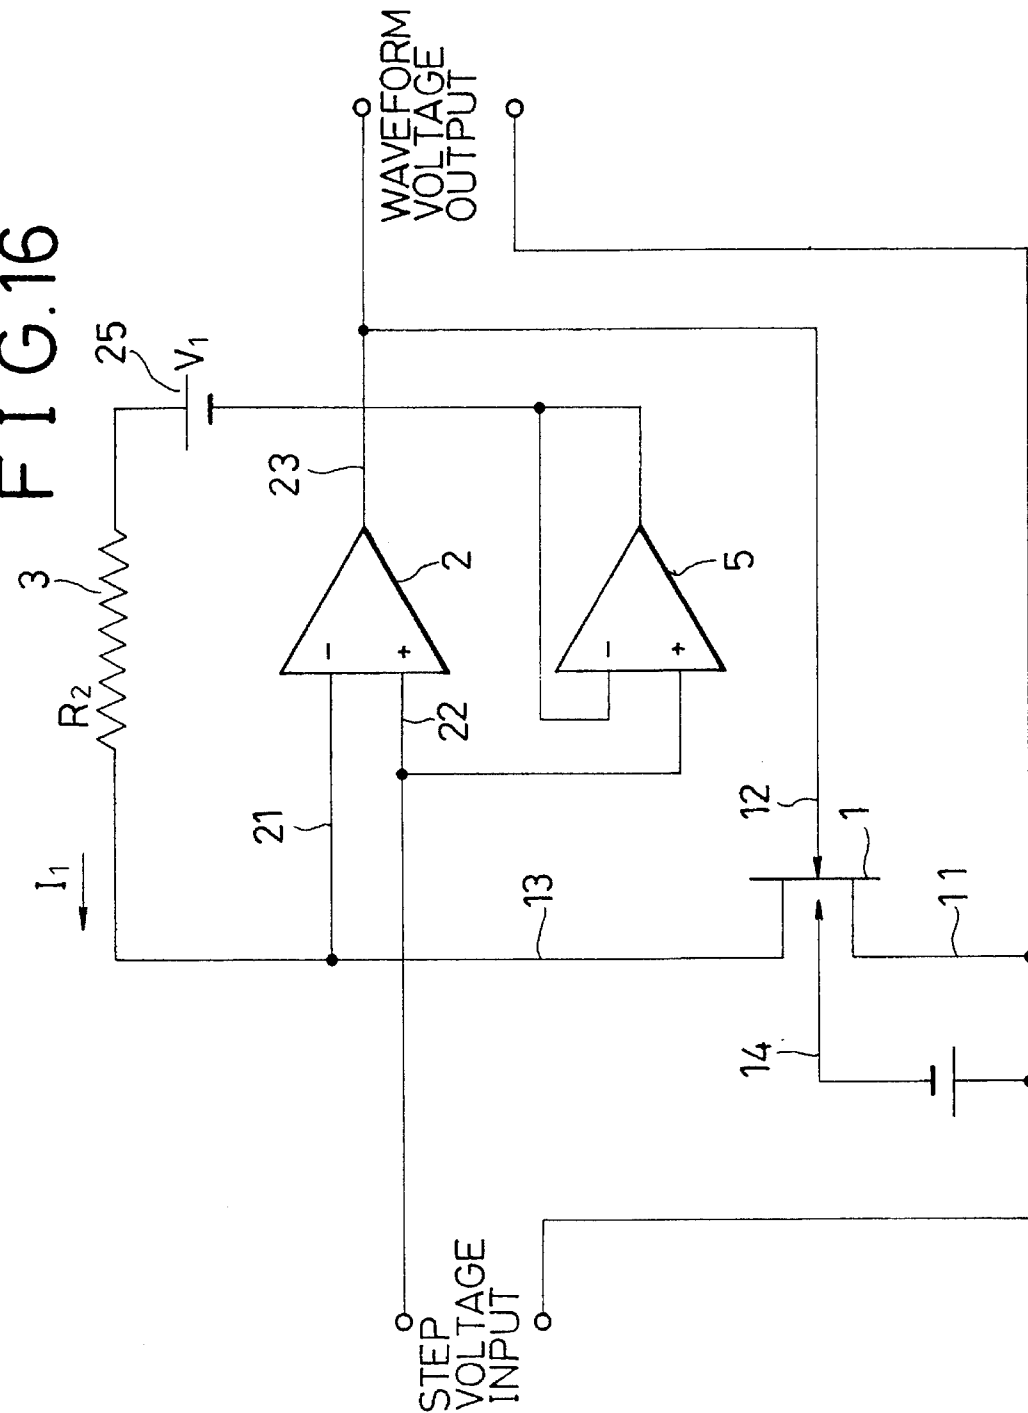 FIG.16
25
V1
3
R2
I1
23
2
21
22
5
-
+
-
+
12
1
13
11
14
WAVEFORM
VOLTAGE
OUTPUT
STEP
VOLTAGE
INPUT